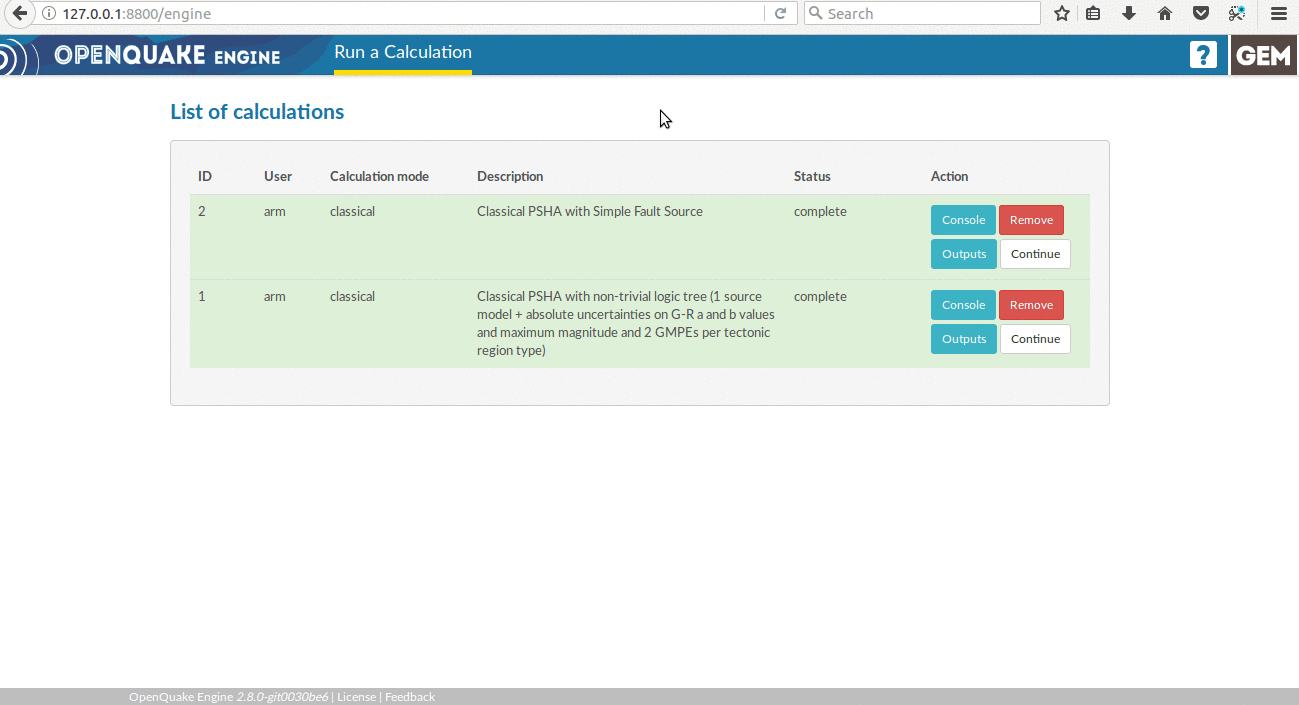 127.0.0.1:8800/engine
Search
OPENQUAKE ENGINE
Run a Calculation
?
GEM
List of calculations
ID User Calculation mode Description Status Action
2 arm classical Classical PSHA with Simple Fault Source complete Console Remove
Outputs Continue
1 arm classical Classical PSHA with non-trivial logic tree (1 source complete Console Remove
model + absolute uncertainties on G-R a and b values
and maximum magnitude and 2 GMPEs per tectonic Outputs Continue
region type)
OpenQuake Engine 2.8.0-git0030be6 | License | Feedback